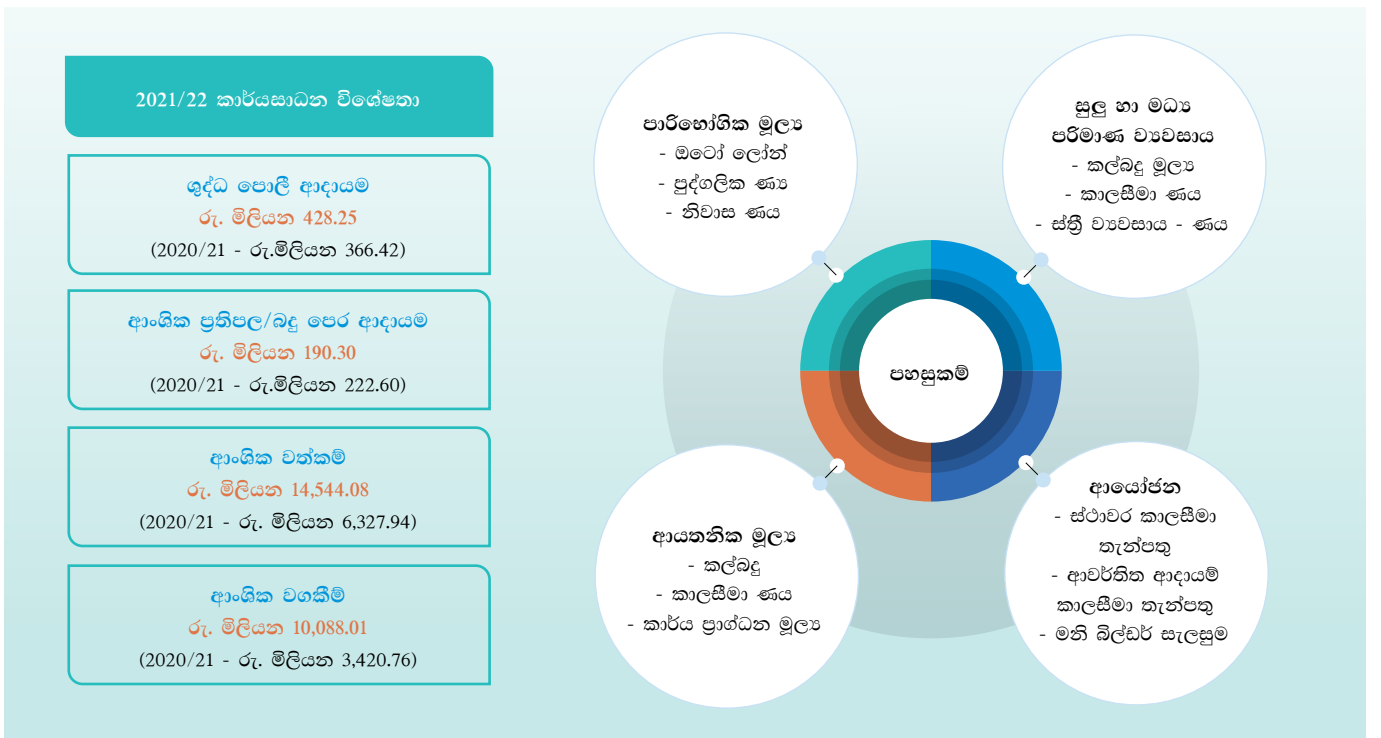 2021/22 කාර්යසාධන විශේෂතා
ශුද්ධ පොලී ආදායම
රු. මිලියන 428.25
(2020/21 - රු.මිලියන 366.42)
ආංශික ප්‍රතිපල/බදු පෙර ආදායම
රු. මිලියන 190.30
(2020/21 - රු.මිලියන 222.60)
ආංශික වත්කම්
රු. මිලියන 14,544.08
(2020/21 - රු. මිලියන 6,327.94)
ආංශික වගකීම්
රු. මිලියන 10,088.01
(2020/21 - රු. මිලියන 3,420.76)
පාරිභෝගික මූල්‍ය
- ඔටෝ ලෝන්
- පුද්ගලික ණ්‍ය
- නිවාස ණය
සුලු හා මධ්‍ය
පරිමාණ ව්‍යවසාය
- කල්බදු මූල්‍ය
- කාලසීමා ණය
- ස්ත්‍රී ව්‍යවසාය - ණය
පහසුකම්
ආයතනික මූල්‍ය
- කල්බදු
- කාලසීමා ණය
- කාර්ය ප්‍රාග්ධන මූල්‍ය
ආයෝජන
- ස්ථාවර කාලසීමා
තැන්පතු
- ආවර්තිත ආදායම්
කාලසීමා තැන්පතු
- මනි බිල්ඩර් සැලසුම